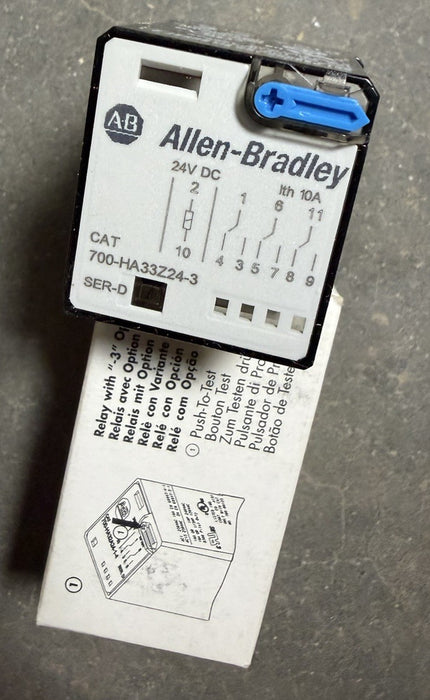 AB
Allen-Bradley
24V DC
Ith 10A
2 1 6 11
10 4 3 5 7 8 9
CAT
700-HA33Z24-3
SER-D
Relay with "-3" Op
Relais avec Option
Relais mit Option
Relé con Variante
Relé con Opción
Relé com Opção
① Push-To-Test
Bouton Test
Zum Testen drü
Pulsante di Pro
Pulsador de Pr
Botão de Teste
①
1